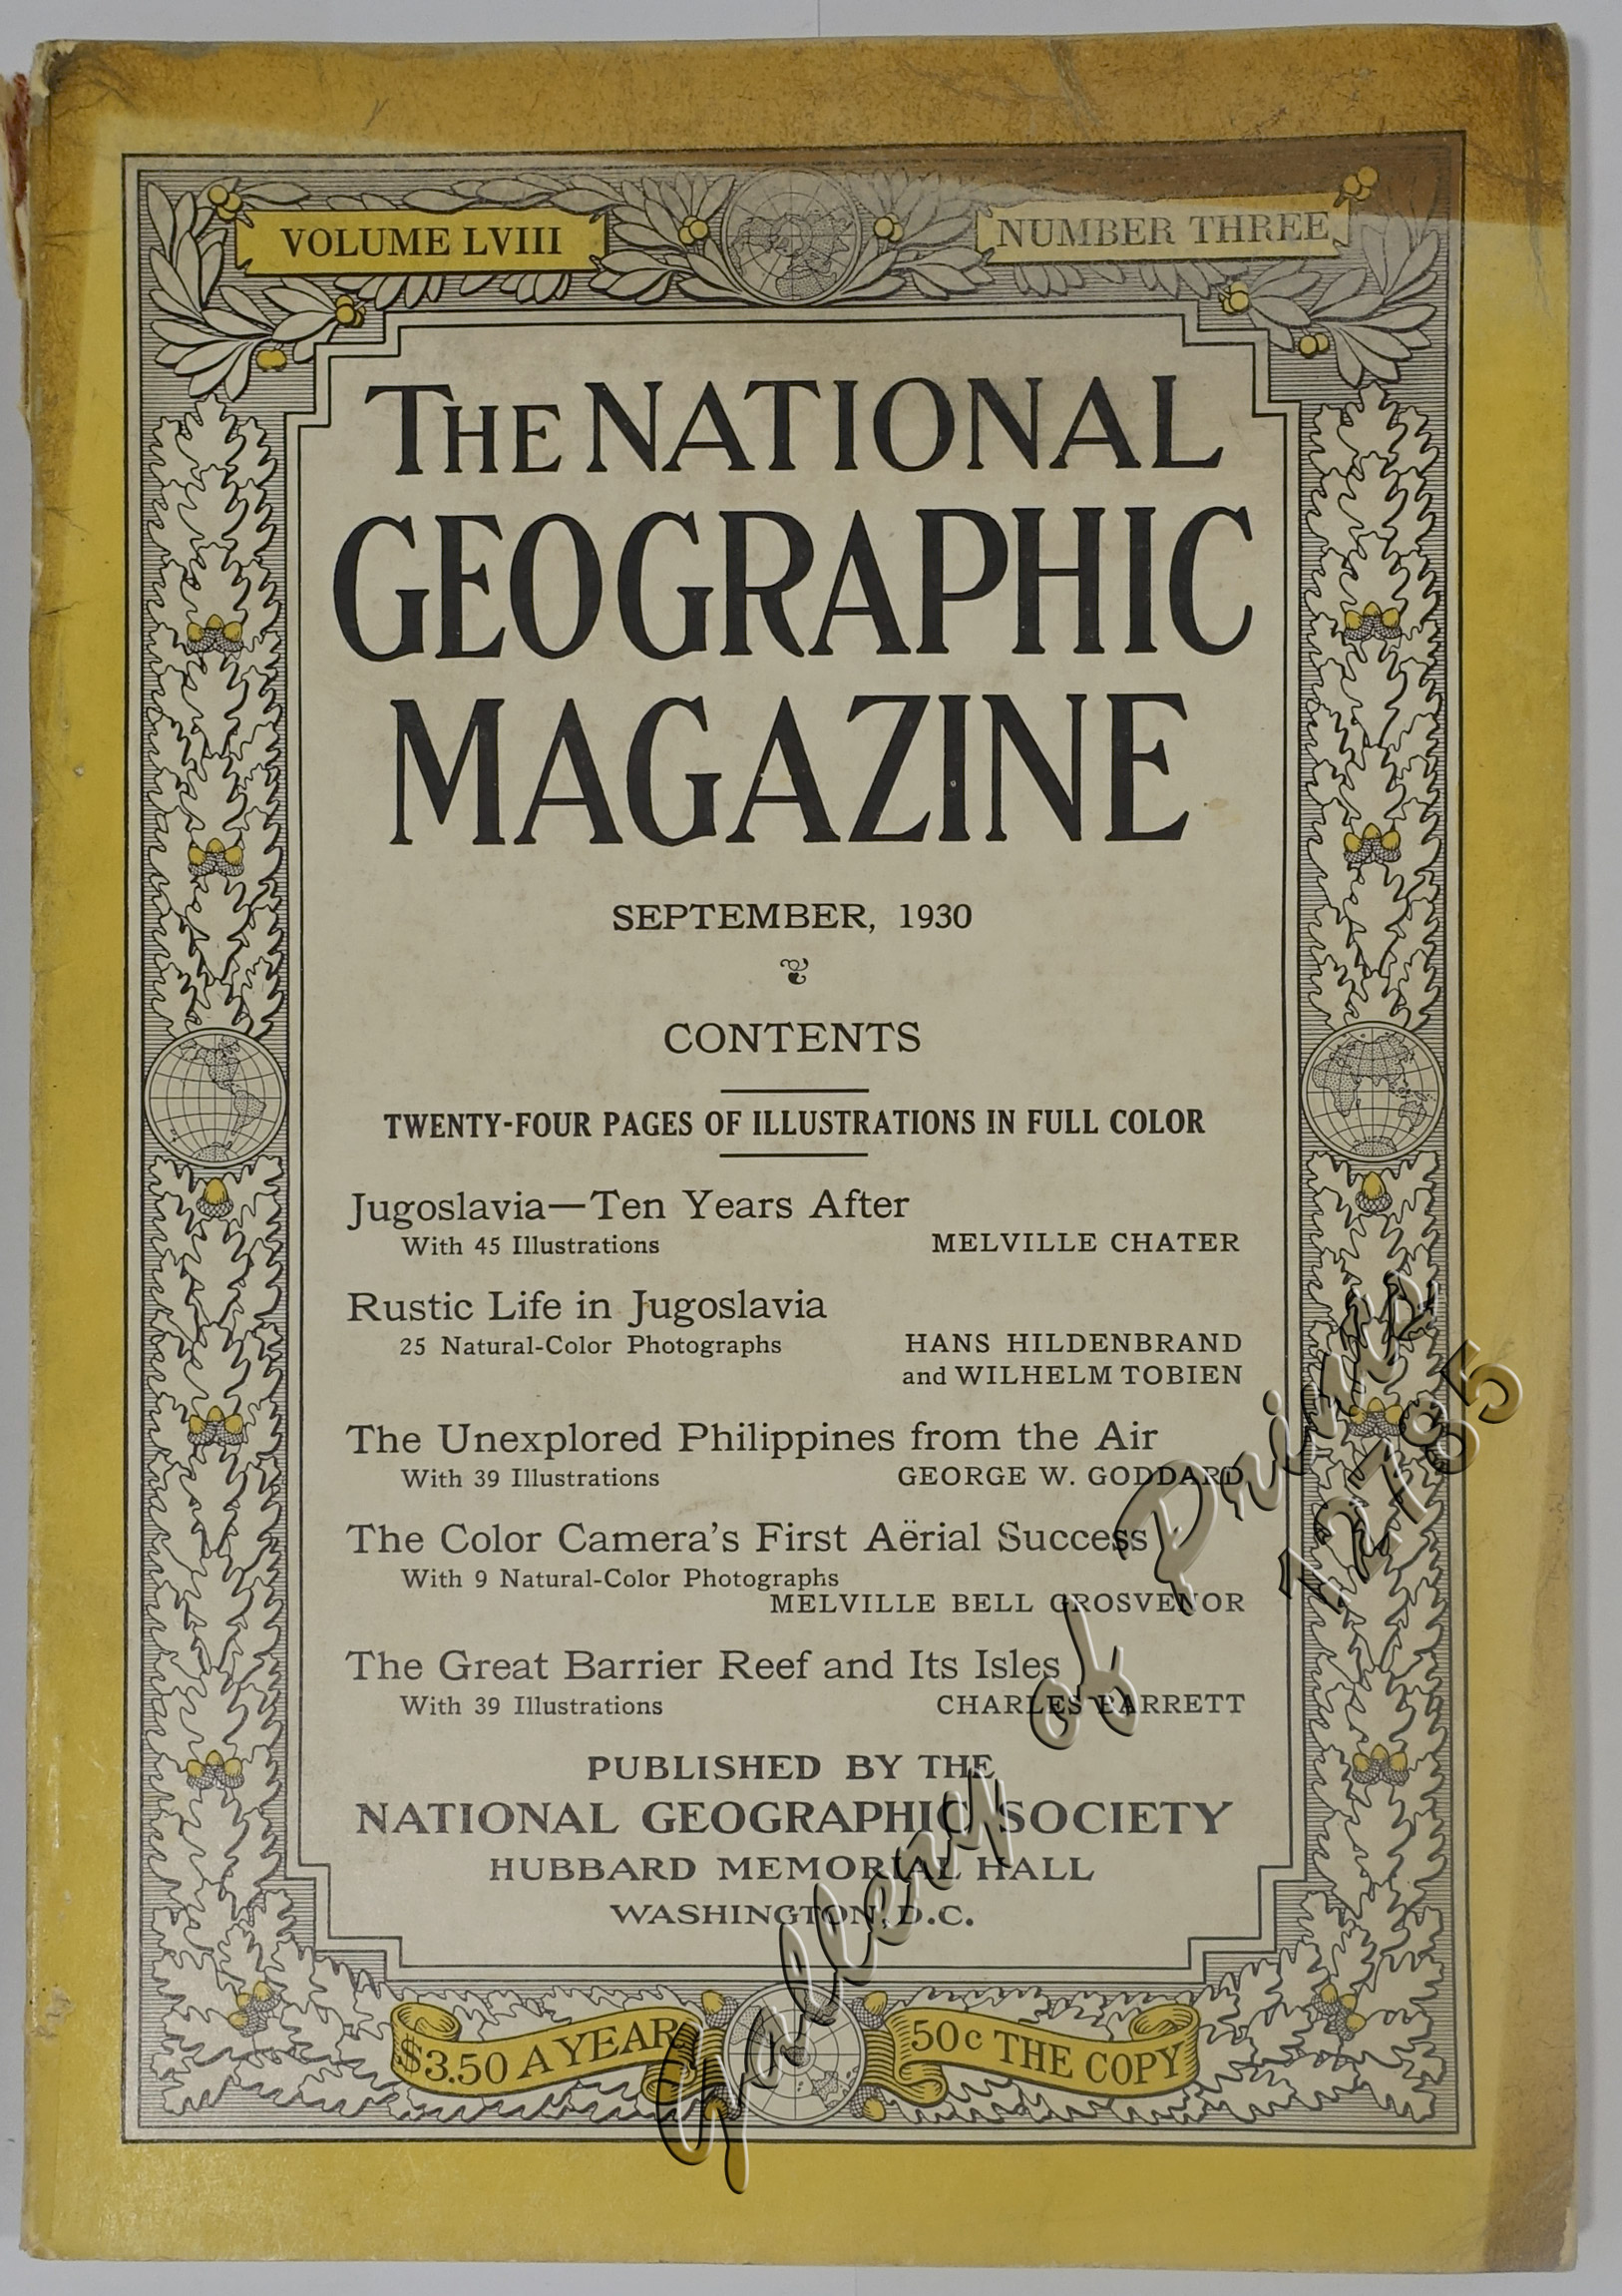 VOLUME LVIII
NUMBER THREE
THE NATIONAL
GEOGRAPHIC
MAGAZINE
SEPTEMBER, 1930
CONTENTS
TWENTY-FOUR PAGES OF ILLUSTRATIONS IN FULL COLOR
Jugoslavia—Ten Years After
With 45 Illustrations MELVILLE CHATER
Rustic Life in Jugoslavia
25 Natural-Color Photographs HANS HILDENBRAND
and WILHELM TOBIEN
The Unexplored Philippines from the Air
With 39 Illustrations GEORGE W. GODDARD
The Color Camera's First Aërial Success
With 9 Natural-Color Photographs
MELVILLE BELL GROSVENOR
The Great Barrier Reef and Its Isles
With 39 Illustrations CHARLES BARRETT
PUBLISHED BY THE
NATIONAL GEOGRAPHIC SOCIETY
HUBBARD MEMORIAL HALL
WASHINGTON, D.C.
$3.50 A YEAR
50c THE COPY
Gallery of Prints
12785